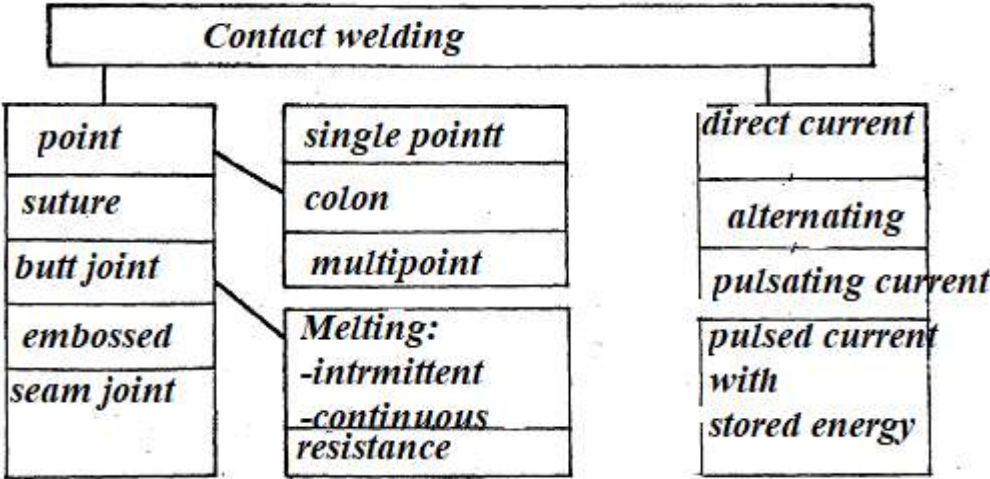 Contact welding
point
suture
butt joint
embossed
seam joint
single pointt
colon
multipoint
Melting:
-intrmittent
-continuous
resistance
direct current
alternating
pulsating current
pulsed current
with
stored energy